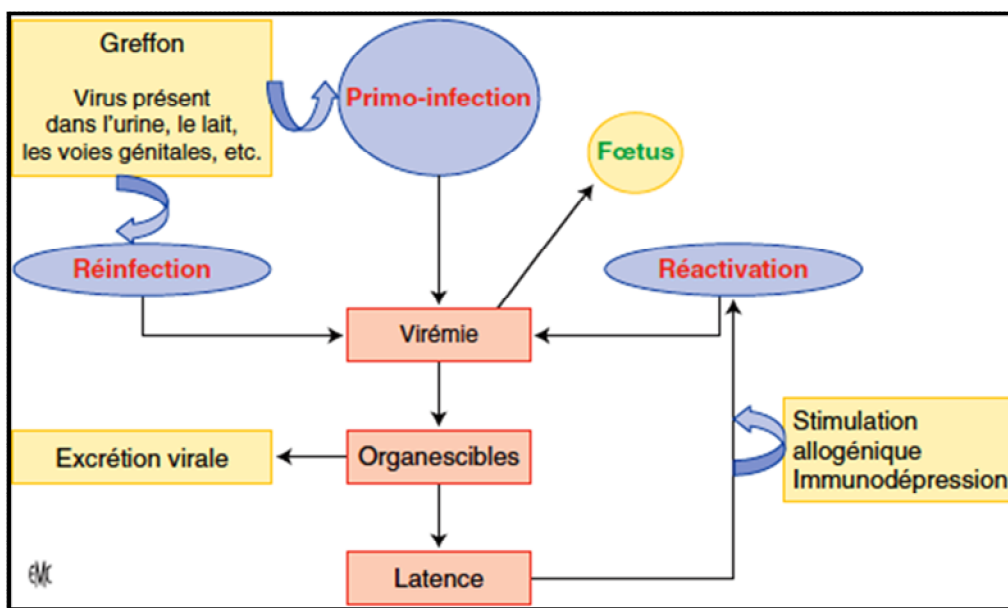 Greffon
Virus présent
dans l'urine, le lait,
les voies génitales, etc.
Primo-infection
Fœtus
Réinfection
Réactivation
Virémie
Excrétion virale
Organescibles
Stimulation
allogénique
Immunodépression
Latence
EMC